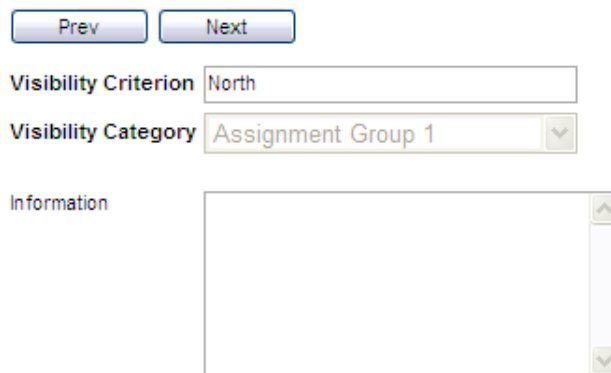 Prev Next
Visibility Criterion North
Visibility Category Assignment Group 1
Information